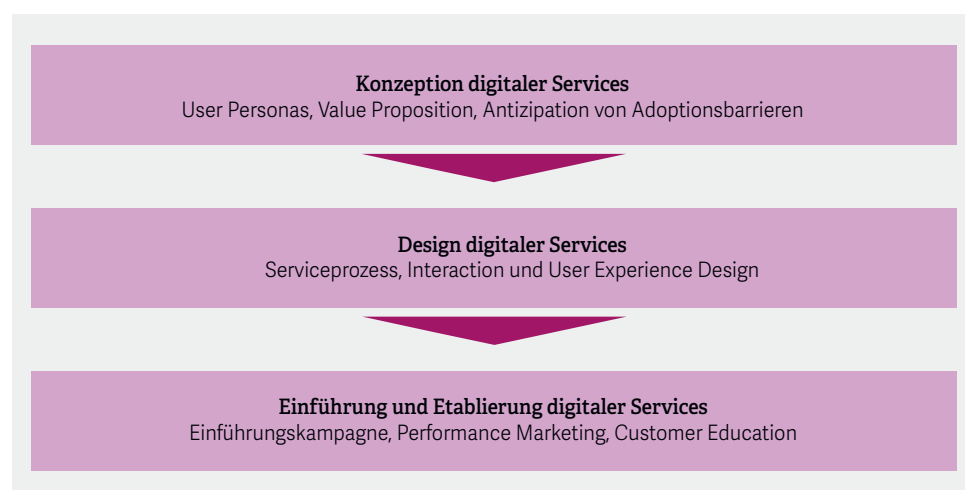 Konzeption digitaler Services
User Personas, Value Proposition, Antizipation von Adoptionsbarrieren
Design digitaler Services
Serviceprozess, Interaction und User Experience Design
Einführung und Etablierung digitaler Services
Einführungskampagne, Performance Marketing, Customer Education